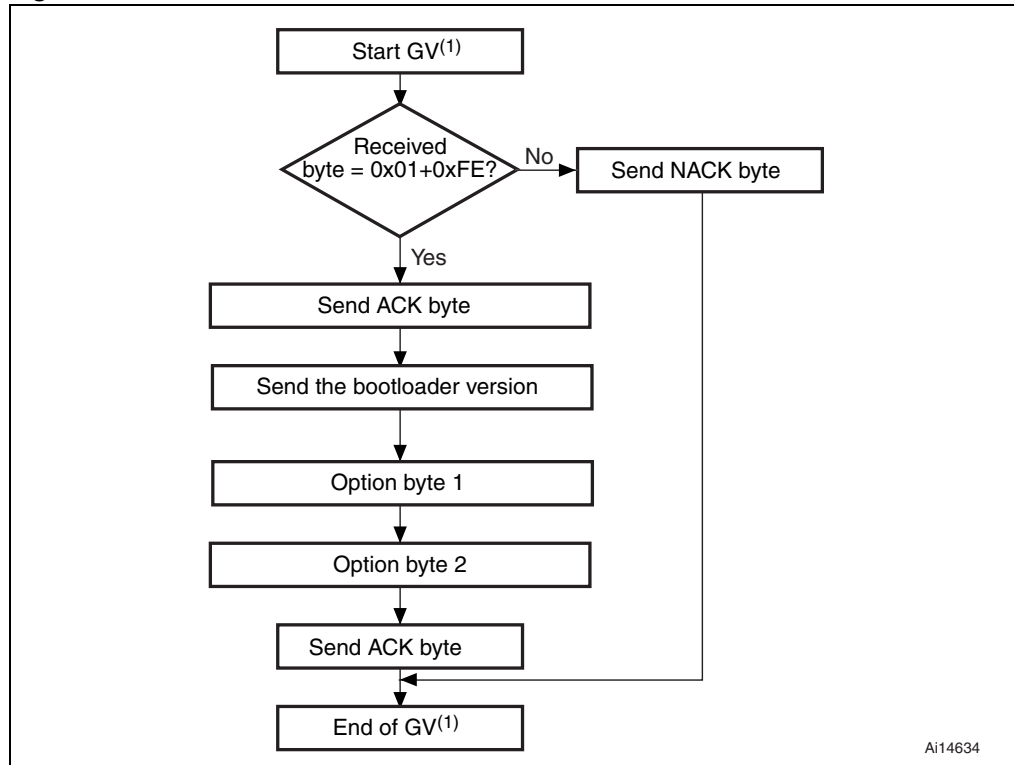 Start GV(1)
Received
byte = 0x01+0xFE?
No
Send NACK byte
Yes
Send ACK byte
Send the bootloader version
Option byte 1
Option byte 2
Send ACK byte
End of GV(1)
Ai14634